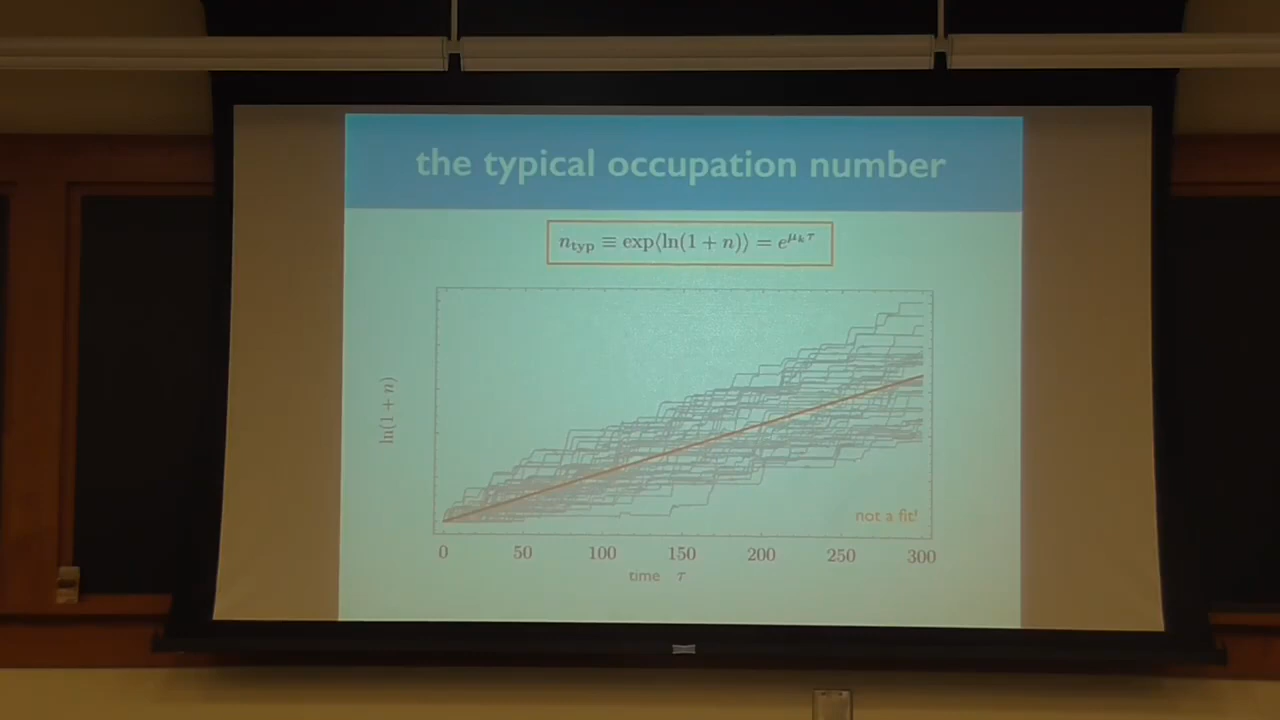 the typical occupation number
n_typ ≡ exp⟨ln(1 + n)⟩ = e^{μ_k τ}
ln(1 + n)
not a fit!
0 50 100 150 200 250 300
time τ